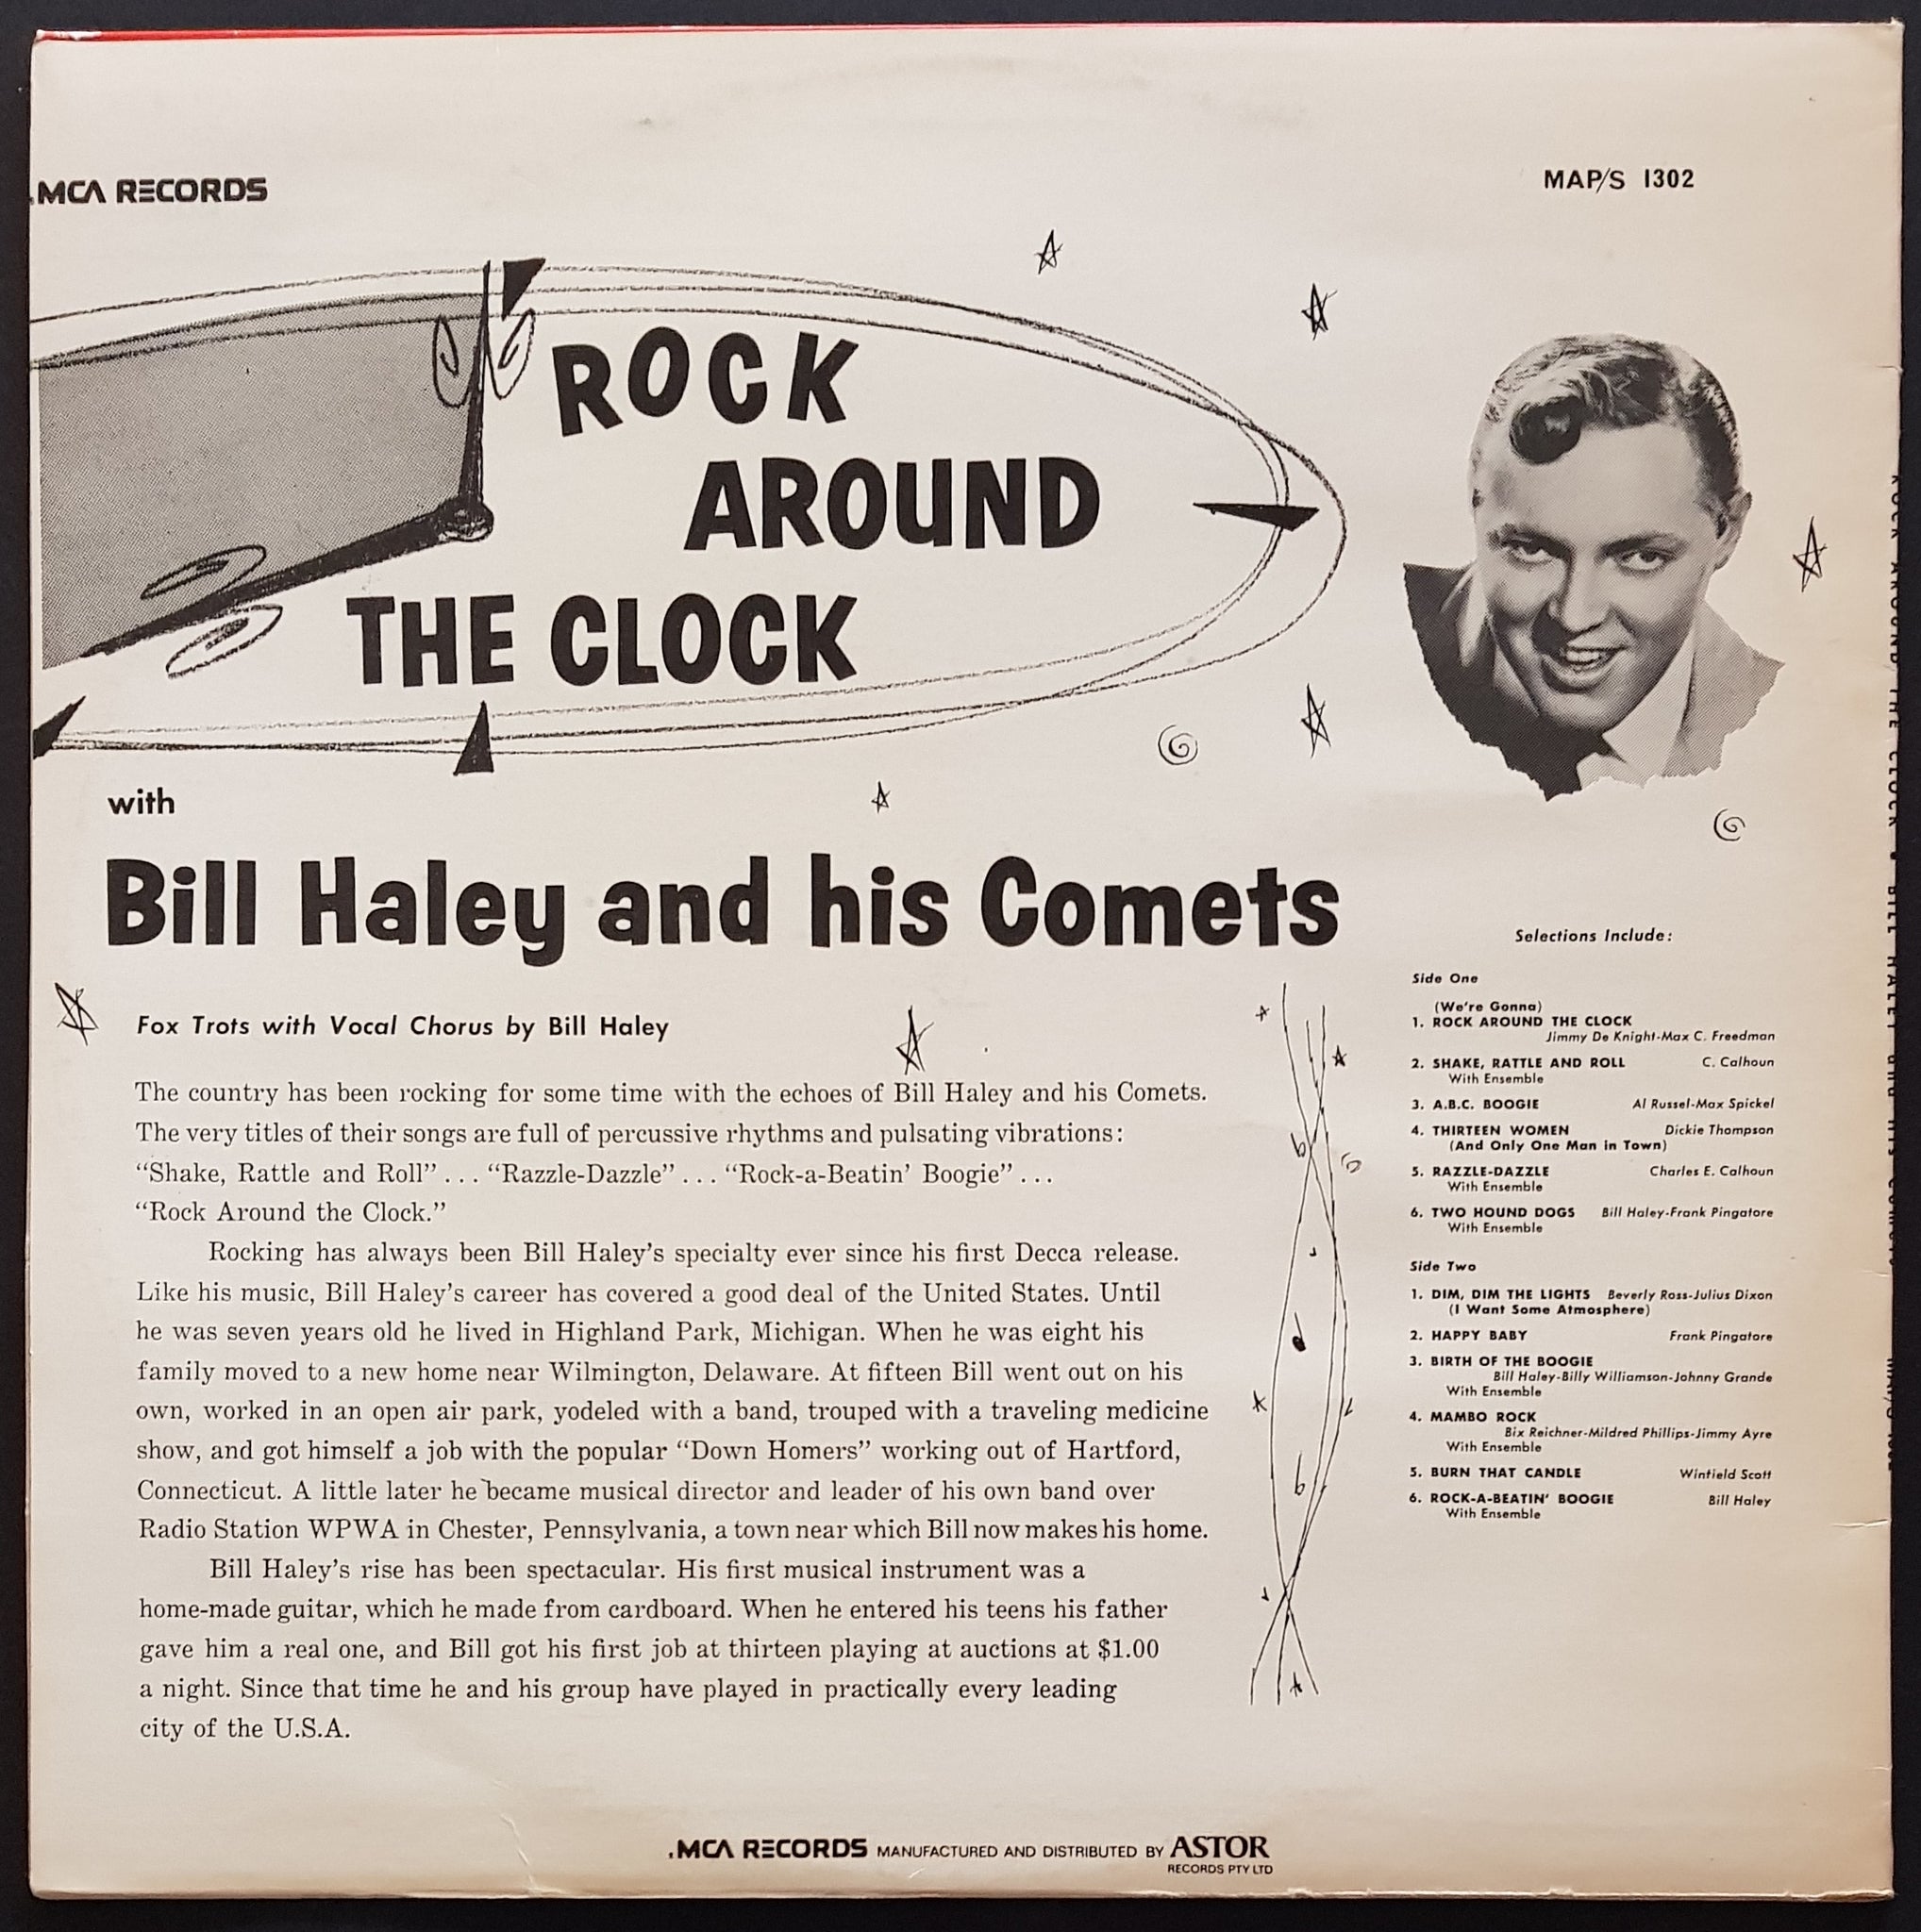 MCA RECORDS
MAP/S 1302
ROCK
AROUND
THE CLOCK
with
Bill Haley and his Comets
Fox Trots with Vocal Chorus by Bill Haley
The country has been rocking for some time with the echoes of Bill Haley and his Comets.
The very titles of their songs are full of percussive rhythms and pulsating vibrations:
“Shake, Rattle and Roll” . . . “Razzle-Dazzle” . . . “Rock-a-Beatin’ Boogie” . . .
“Rock Around the Clock.”
Rocking has always been Bill Haley’s specialty ever since his first Decca release.
Like his music, Bill Haley’s career has covered a good deal of the United States. Until
he was seven years old he lived in Highland Park, Michigan. When he was eight his
family moved to a new home near Wilmington, Delaware. At fifteen Bill went out on his
own, worked in an open air park, yodeled with a band, trouped with a traveling medicine
show, and got himself a job with the popular “Down Homers” working out of Hartford,
Connecticut. A little later he became musical director and leader of his own band over
Radio Station WPWA in Chester, Pennsylvania, a town near which Bill now makes his home.
Bill Haley’s rise has been spectacular. His first musical instrument was a
home-made guitar, which he made from cardboard. When he entered his teens his father
gave him a real one, and Bill got his first job at thirteen playing at auctions at $1.00
a night. Since that time he and his group have played in practically every leading
city of the U.S.A.
Selections Include:
Side One
(We’re Gonna)
1. ROCK AROUND THE CLOCK
Jimmy De Knight-Max C. Freedman
2. SHAKE, RATTLE AND ROLL C. Calhoun
With Ensemble
3. A.B.C. BOOGIE Al Russel-Max Spickel
4. THIRTEEN WOMEN Dickie Thompson
(And Only One Man in Town)
5. RAZZLE-DAZZLE Charles E. Calhoun
With Ensemble
6. TWO HOUND DOGS Bill Haley-Frank Pingatore
With Ensemble
Side Two
1. DIM, DIM THE LIGHTS Beverly Ross-Julius Dixon
(I Want Some Atmosphere)
2. HAPPY BABY Frank Pingatore
3. BIRTH OF THE BOOGIE
Bill Haley-Billy Williamson-Johnny Grande
With Ensemble
4. MAMBO ROCK
Bix Reichner-Mildred Phillips-Jimmy Ayre
With Ensemble
5. BURN THAT CANDLE Winfield Scott
6. ROCK-A-BEATIN’ BOOGIE Bill Haley
With Ensemble
ROCK AROUND THE CLOCK • BILL HALEY and HIS COMETS
.MCA RECORDS MANUFACTURED AND DISTRIBUTED BY ASTOR
RECORDS PTY LTD